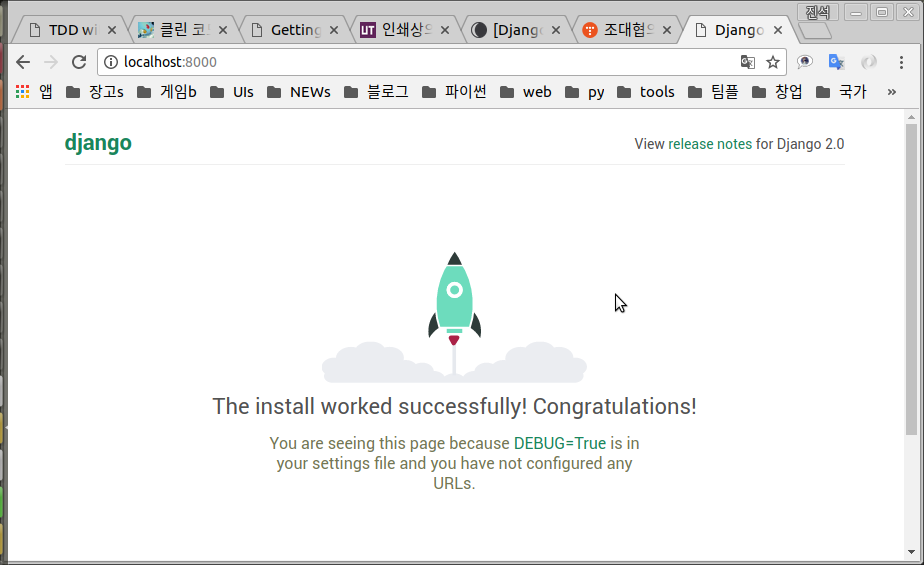 진석
TDD wi
클린 코
Getting
UT
인쇄상의
[Djang
조대협의
Django
localhost:8000
앱 장고s 게임b UIs NEWs 블로그 파이썬 web py tools 팀플 창업 국가 »
django
View release notes for Django 2.0
The install worked successfully! Congratulations!
You are seeing this page because DEBUG=True is in
your settings file and you have not configured any
URLs.